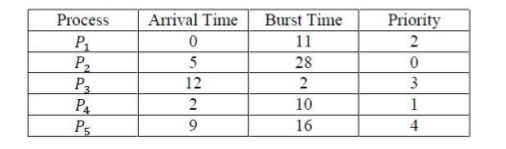 Process Arrival Time Burst Time Priority
P₁ 0 11 2
P₂ 5 28 0
P₃ 12 2 3
P₄ 2 10 1
P₅ 9 16 4